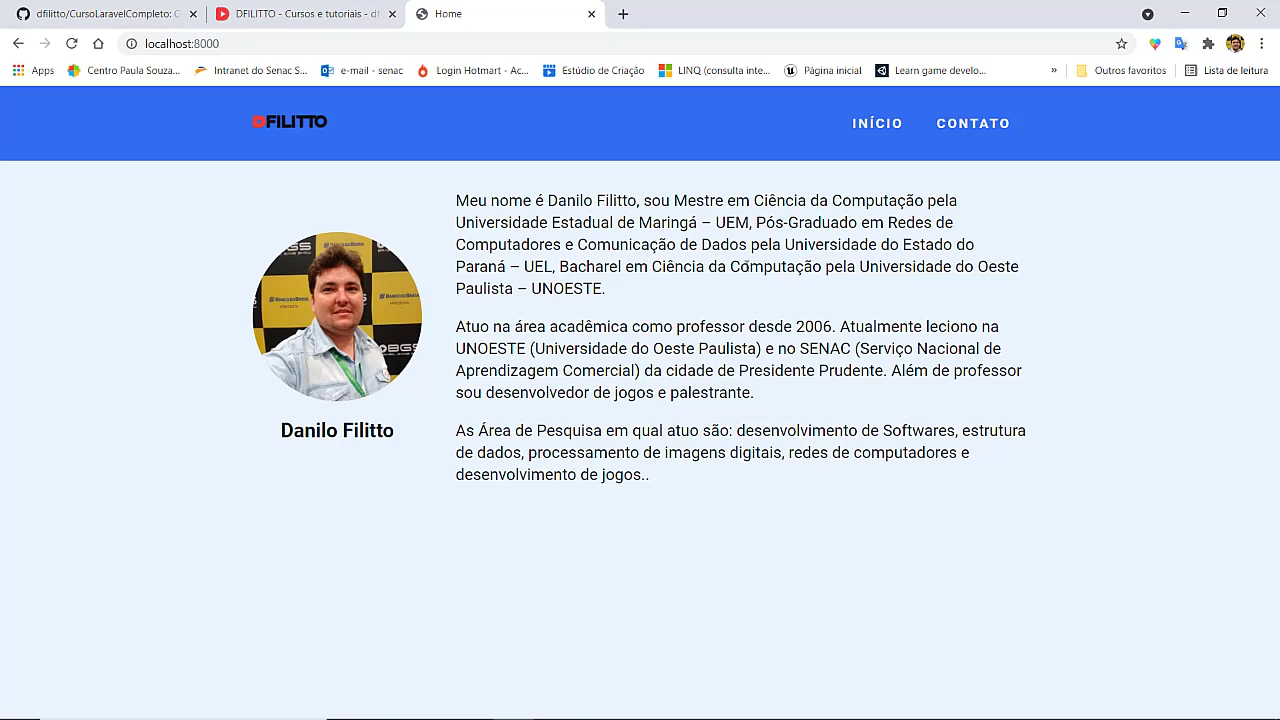 dfilitto/CursoLaravelCompleto: C
DFILITTO - Cursos e tutoriais - df
Home
localhost:8000
Apps
Centro Paula Souza...
Intranet do Senac S...
e-mail - senac
Login Hotmart - Ac...
Estúdio de Criação
LINQ (consulta inte...
Página inicial
Learn game develo...
»
Outros favoritos
Lista de leitura
DFILITTO
INÍCIO
CONTATO
Meu nome é Danilo Filitto, sou Mestre em Ciência da Computação pela
Universidade Estadual de Maringá – UEM, Pós-Graduado em Redes de
Computadores e Comunicação de Dados pela Universidade do Estado do
Paraná – UEL, Bacharel em Ciência da Computação pela Universidade do Oeste
Paulista – UNOESTE.
Atuo na área acadêmica como professor desde 2006. Atualmente leciono na
UNOESTE (Universidade do Oeste Paulista) e no SENAC (Serviço Nacional de
Aprendizagem Comercial) da cidade de Presidente Prudente. Além de professor
sou desenvolvedor de jogos e palestrante.
As Área de Pesquisa em qual atuo são: desenvolvimento de Softwares, estrutura
de dados, processamento de imagens digitais, redes de computadores e
desenvolvimento de jogos..
Danilo Filitto